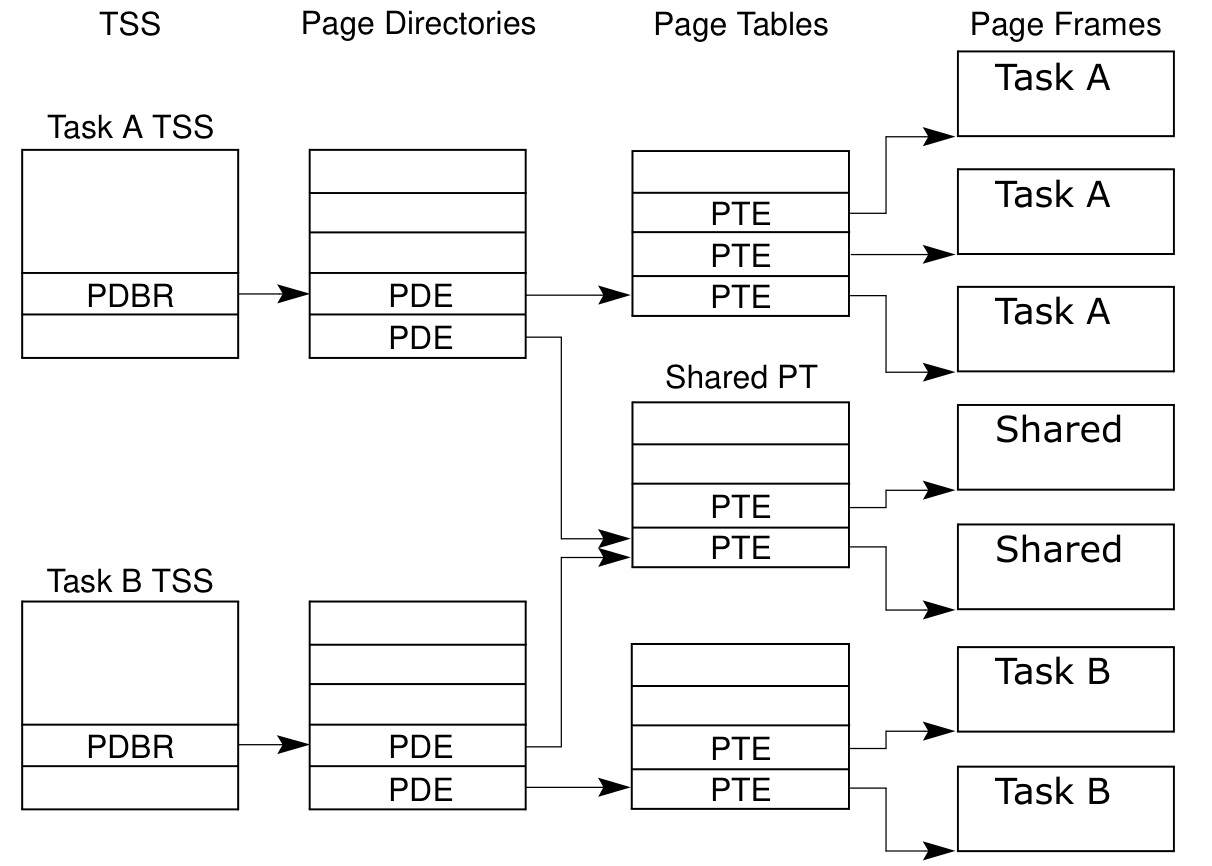 TSS
Page Directories
Page Tables
Page Frames
Task A TSS
PDBR
PDE
PDE
PTE
PTE
PTE
Task A
Task A
Task A
Shared PT
PTE
PTE
Shared
Shared
Task B TSS
PDBR
PDE
PDE
PTE
PTE
Task B
Task B